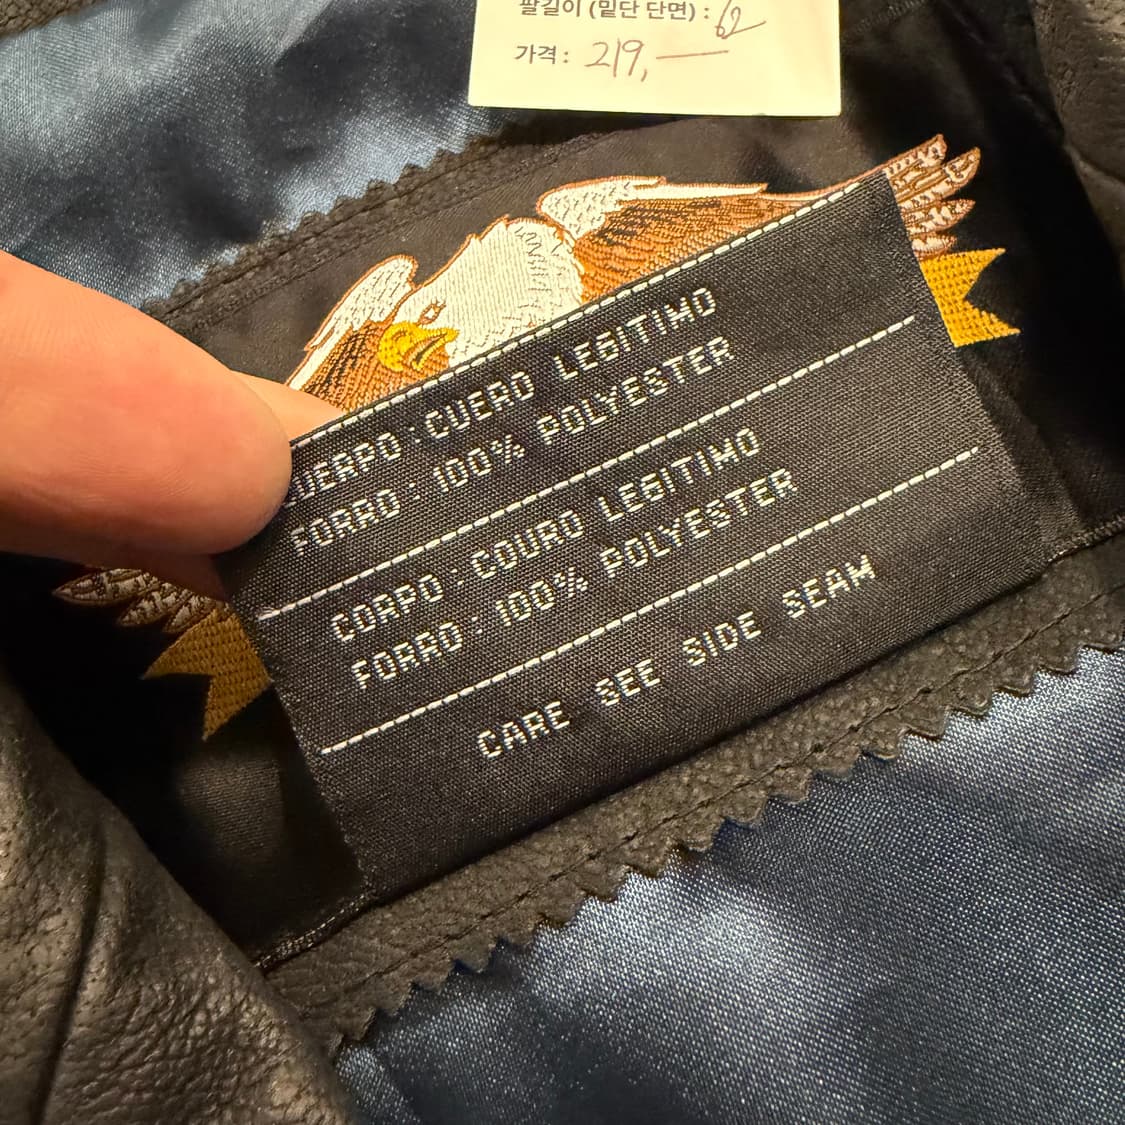 팔길이 (밑단 단면) : 62
가격 : 219,—
CUERPO : CUERO LEGITIMO
FORRO : 100% POLYESTER
CORPO : COURO LEGITIMO
FORRO : 100% POLYESTER
CARE SEE SIDE SEAM